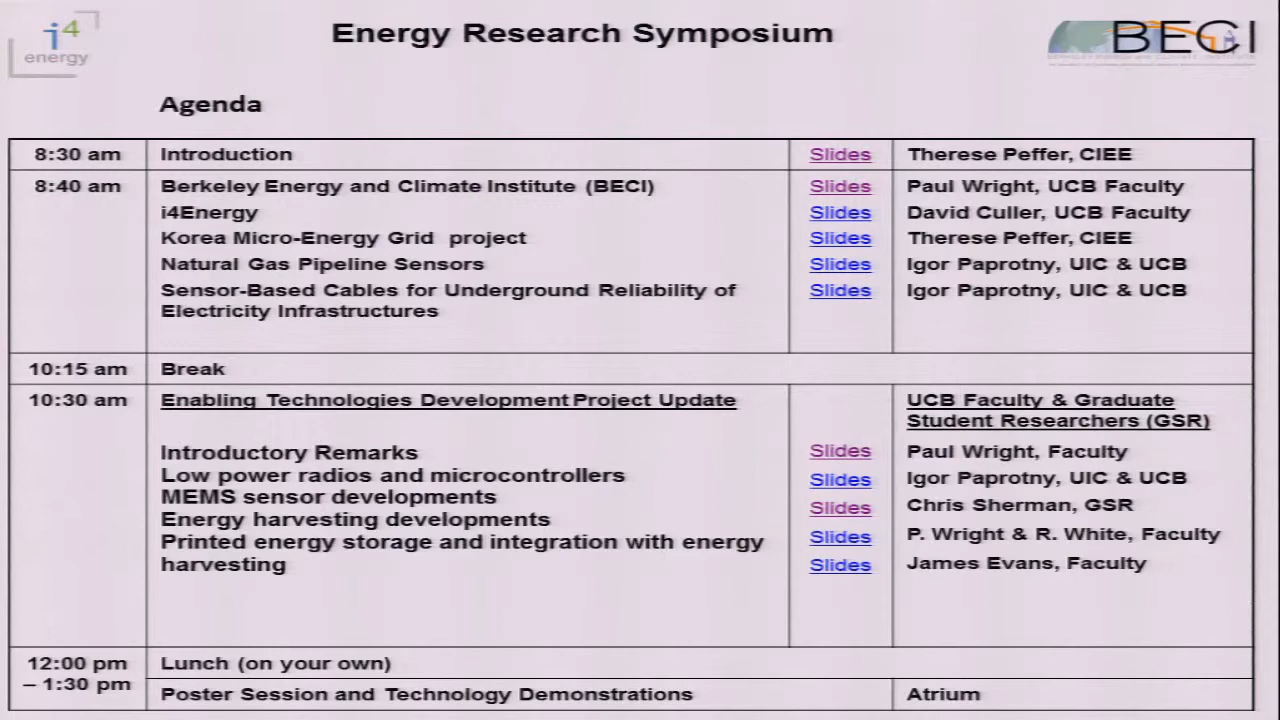 i4
energy
Energy Research Symposium
BECI
Agenda
8:30 am Introduction Slides Therese Peffer, CIEE
8:40 am Berkeley Energy and Climate Institute (BECI) Slides Paul Wright, UCB Faculty
i4Energy Slides David Culler, UCB Faculty
Korea Micro-Energy Grid project Slides Therese Peffer, CIEE
Natural Gas Pipeline Sensors Slides Igor Paprotny, UIC & UCB
Sensor-Based Cables for Underground Reliability of Slides Igor Paprotny, UIC & UCB
Electricity Infrastructures
10:15 am Break
10:30 am Enabling Technologies Development Project Update UCB Faculty & Graduate
Student Researchers (GSR)
Introductory Remarks Slides Paul Wright, Faculty
Low power radios and microcontrollers Slides Igor Paprotny, UIC & UCB
MEMS sensor developments Slides Chris Sherman, GSR
Energy harvesting developments Slides P. Wright & R. White, Faculty
Printed energy storage and integration with energy Slides James Evans, Faculty
harvesting
12:00 pm Lunch (on your own)
– 1:30 pm Poster Session and Technology Demonstrations Atrium